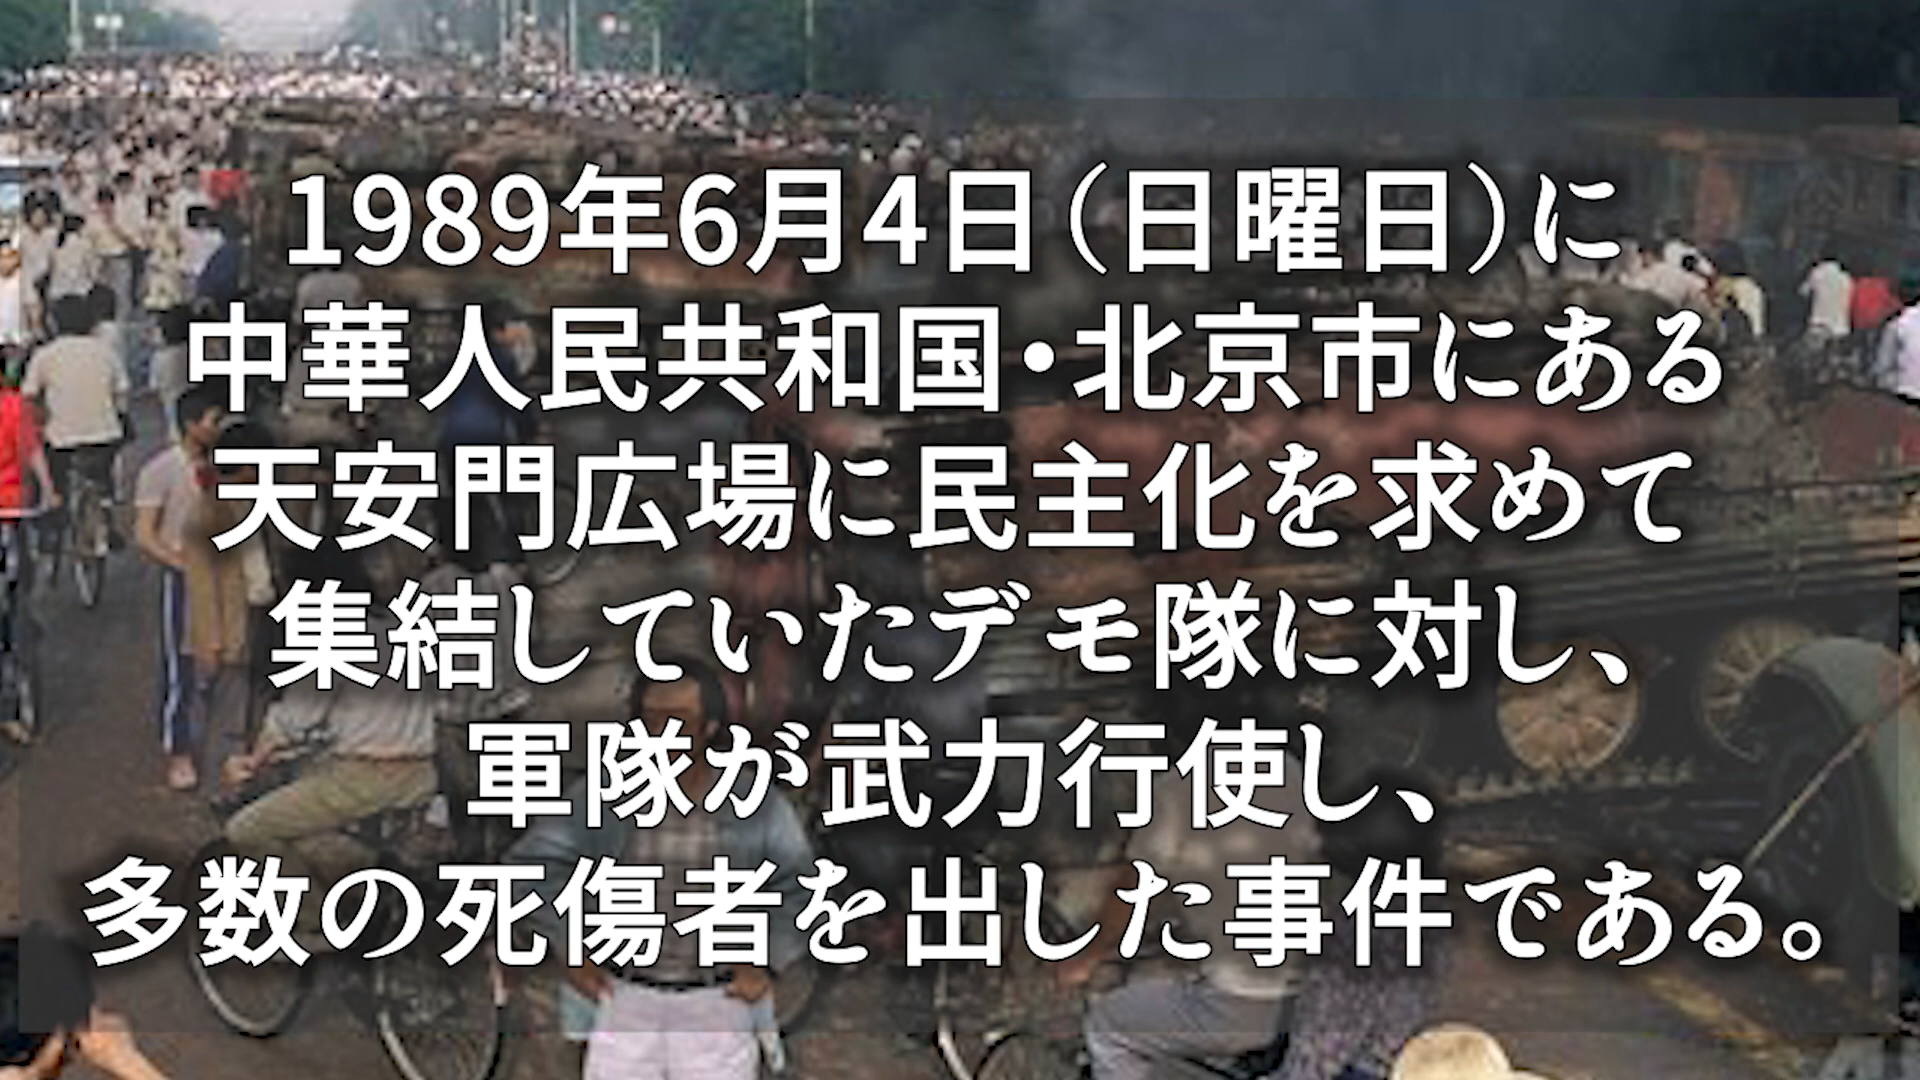 1989年6月4日（日曜日）に
中華人民共和国・北京市にある
天安門広場に民主化を求めて
集結していたデモ隊に対し、
軍隊が武力行使し、
多数の死傷者を出した事件である。